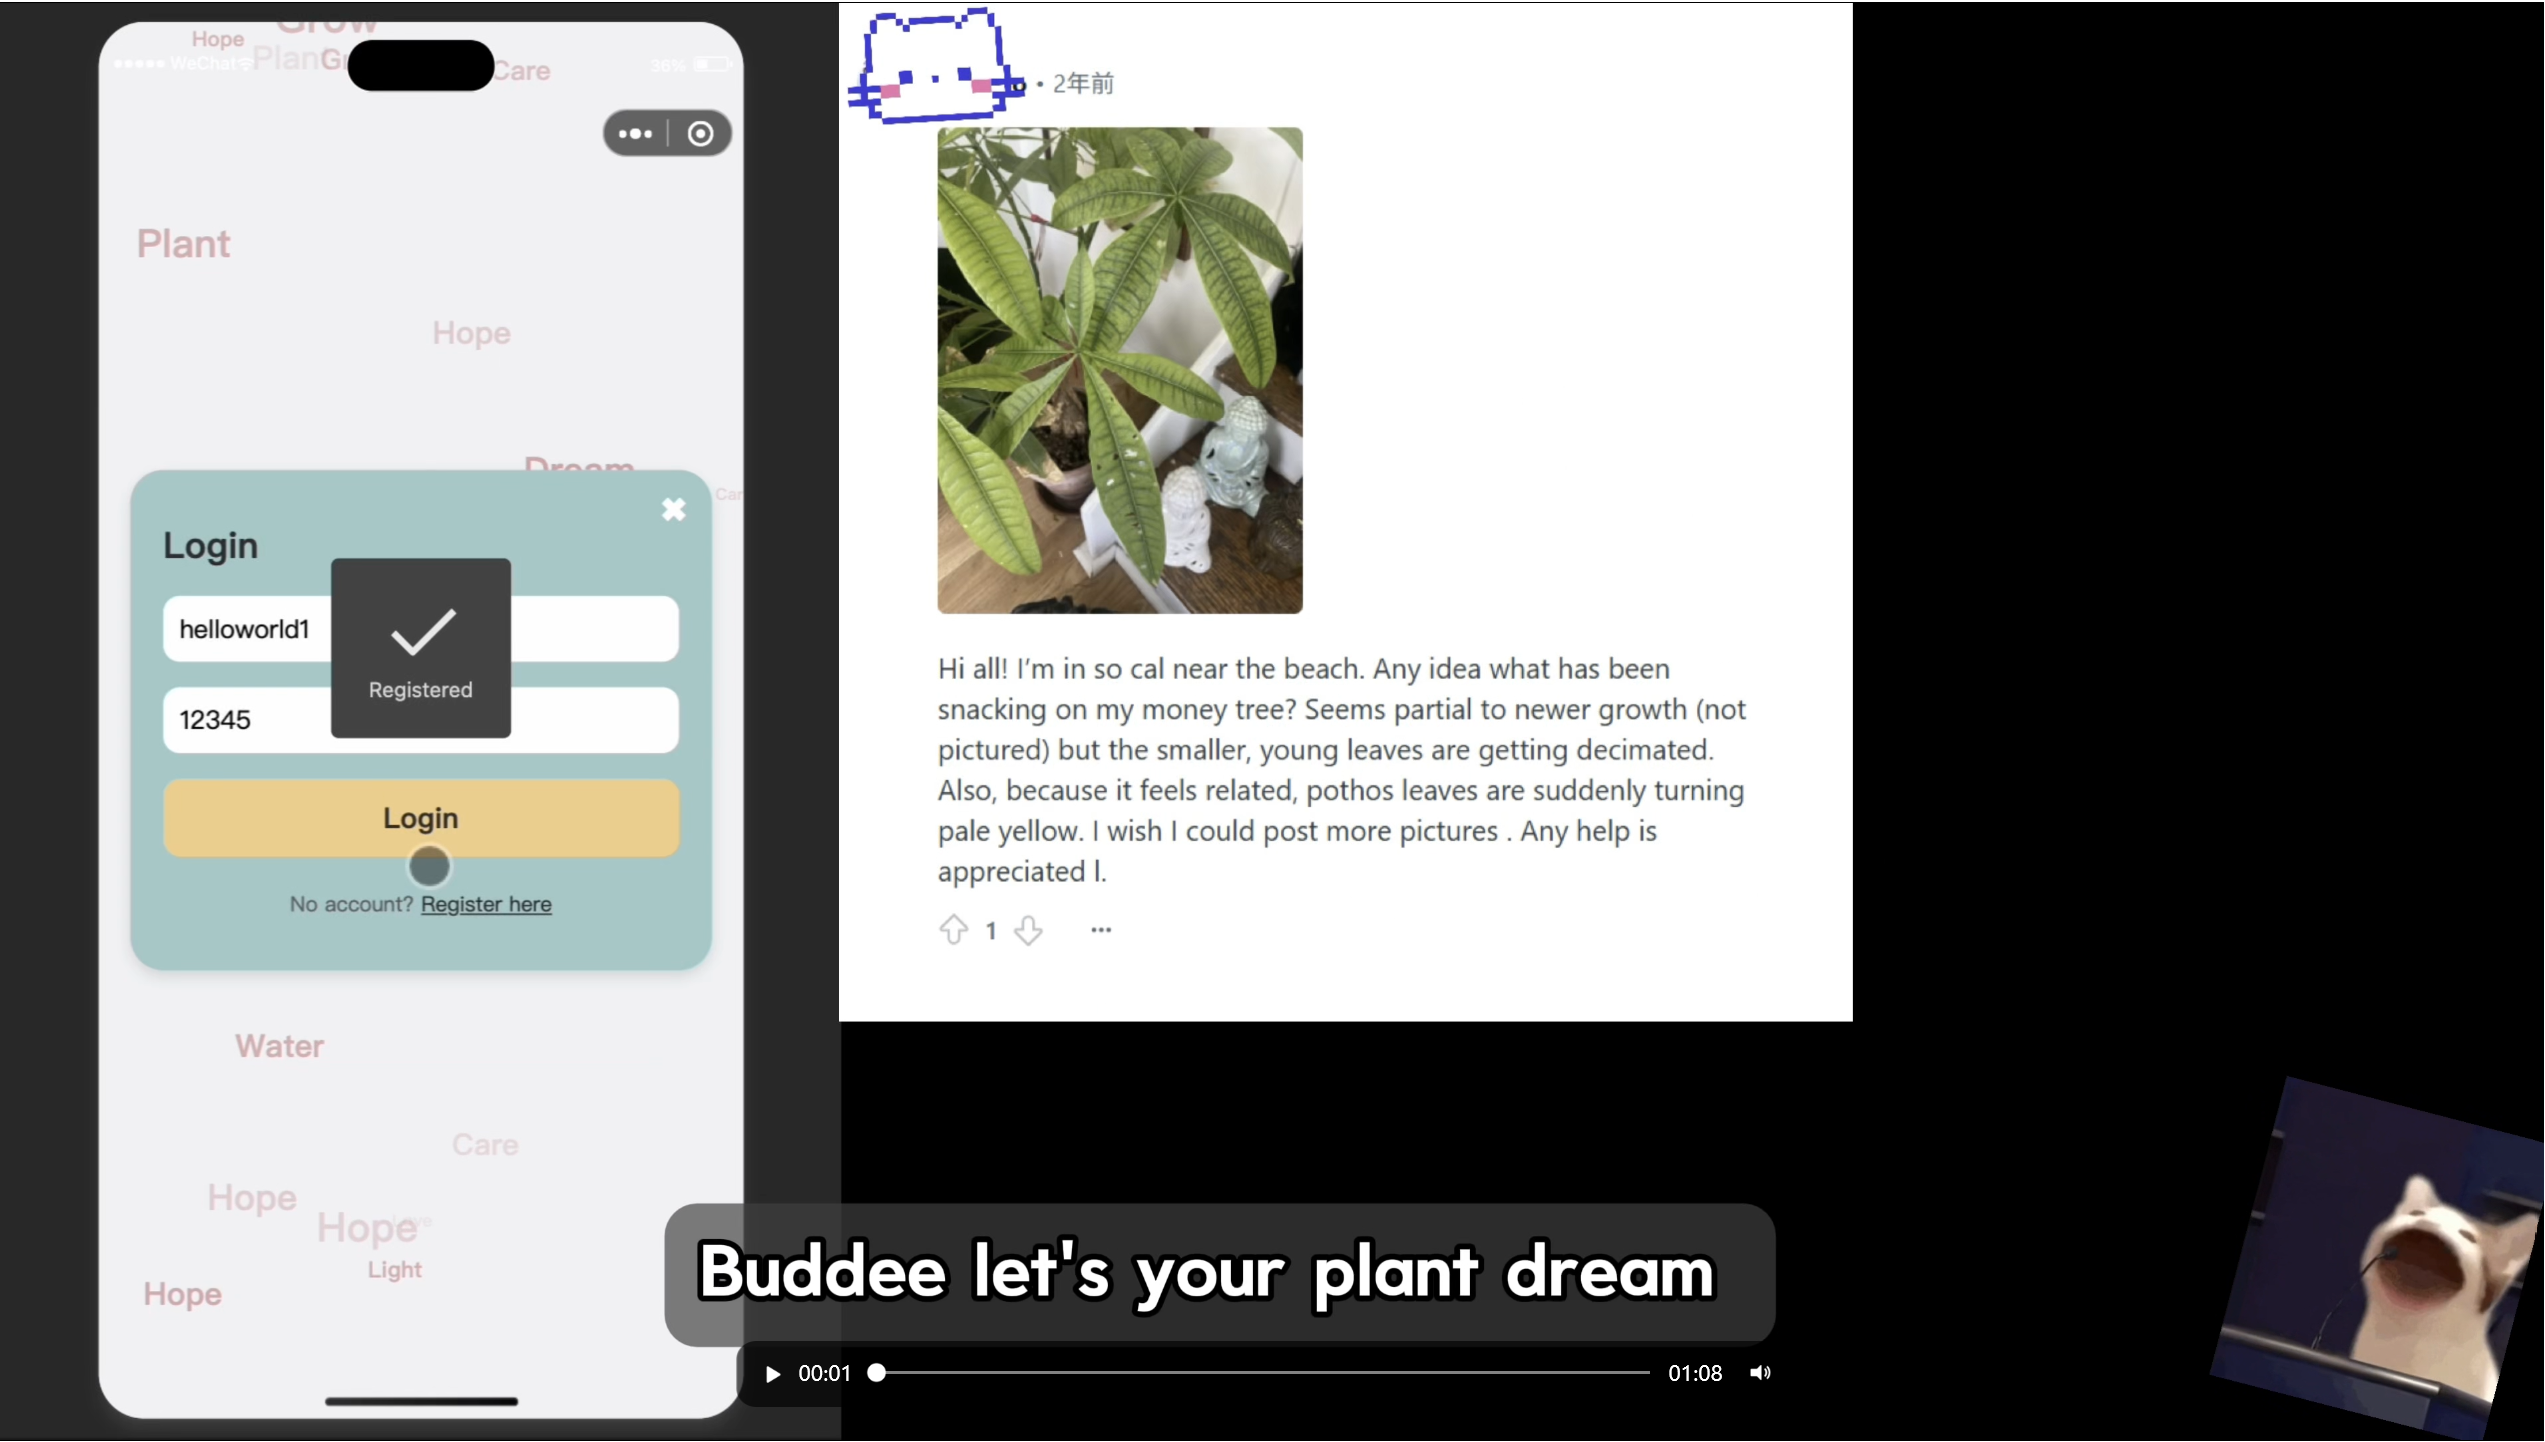 Grow
Hope
Plant
Care
WeChat
36%
Plant
Hope
Dream
Login
helloworld1
Registered
12345
Login
No account? Register here
Water
Care
Hope
Hope
Light
Hope
• 2年前
Hi all! I'm in so cal near the beach. Any idea what has been
snacking on my money tree? Seems partial to newer growth (not
pictured) but the smaller, young leaves are getting decimated.
Also, because it feels related, pothos leaves are suddenly turning
pale yellow. I wish I could post more pictures . Any help is
appreciated l.
1
Buddee let's your plant dream
00:01
01:08